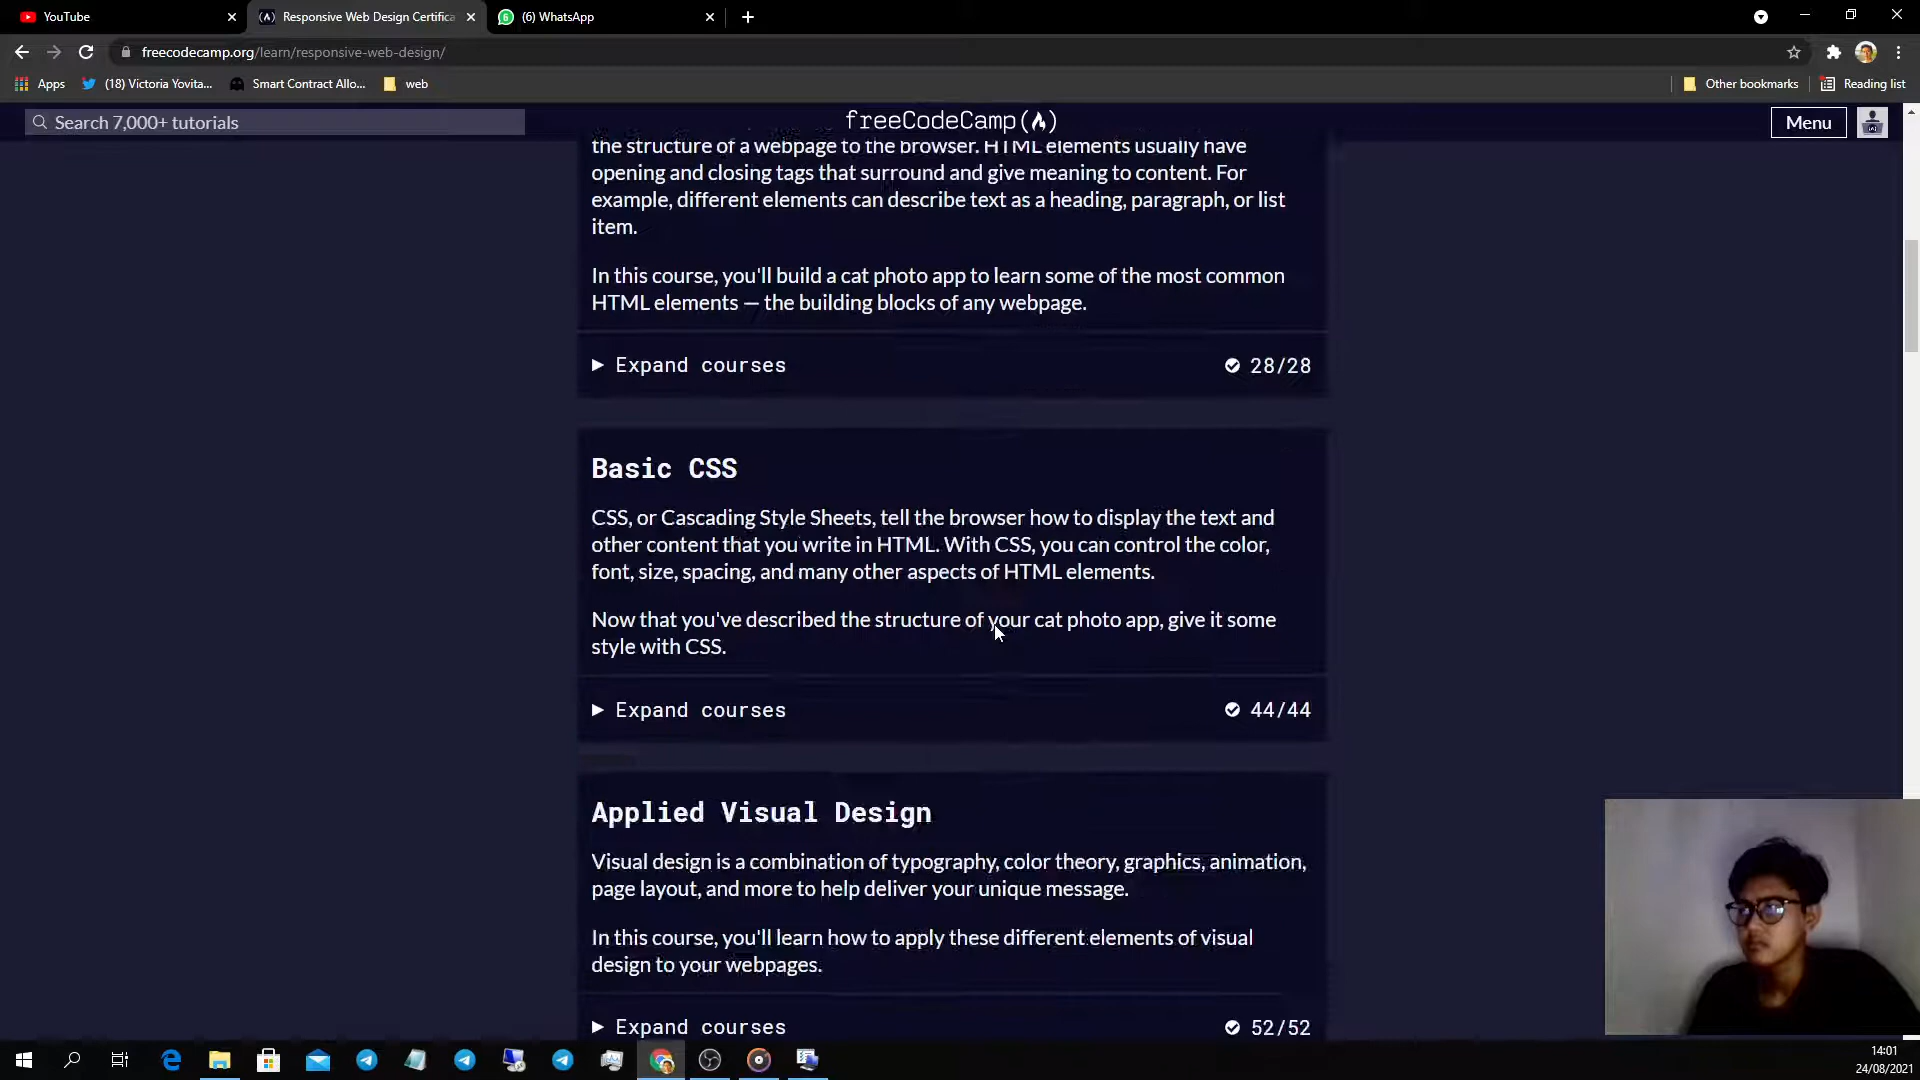 YouTube
Responsive Web Design Certifica
(6) WhatsApp
freecodecamp.org/learn/responsive-web-design/
Apps
(18) Victoria Yovita...
Smart Contract Allo...
web
Other bookmarks
Reading list
Search 7,000+ tutorials
freeCodeCamp
Menu
the structure of a webpage to the browser. HTML elements usually have
opening and closing tags that surround and give meaning to content. For
example, different elements can describe text as a heading, paragraph, or list
item.
In this course, you'll build a cat photo app to learn some of the most common
HTML elements — the building blocks of any webpage.
Expand courses
28/28
Basic CSS
CSS, or Cascading Style Sheets, tell the browser how to display the text and
other content that you write in HTML. With CSS, you can control the color,
font, size, spacing, and many other aspects of HTML elements.
Now that you've described the structure of your cat photo app, give it some
style with CSS.
Expand courses
44/44
Applied Visual Design
Visual design is a combination of typography, color theory, graphics, animation,
page layout, and more to help deliver your unique message.
In this course, you'll learn how to apply these different elements of visual
design to your webpages.
Expand courses
52/52
14:01
24/08/2021